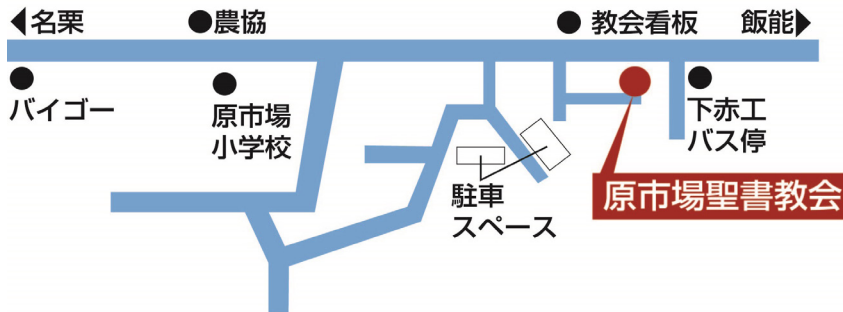 ◀名栗
●農協
●教会看板
飯能▶
バイゴー
原市場
小学校
下赤工
バス停
駐車
スペース
原市場聖書教会